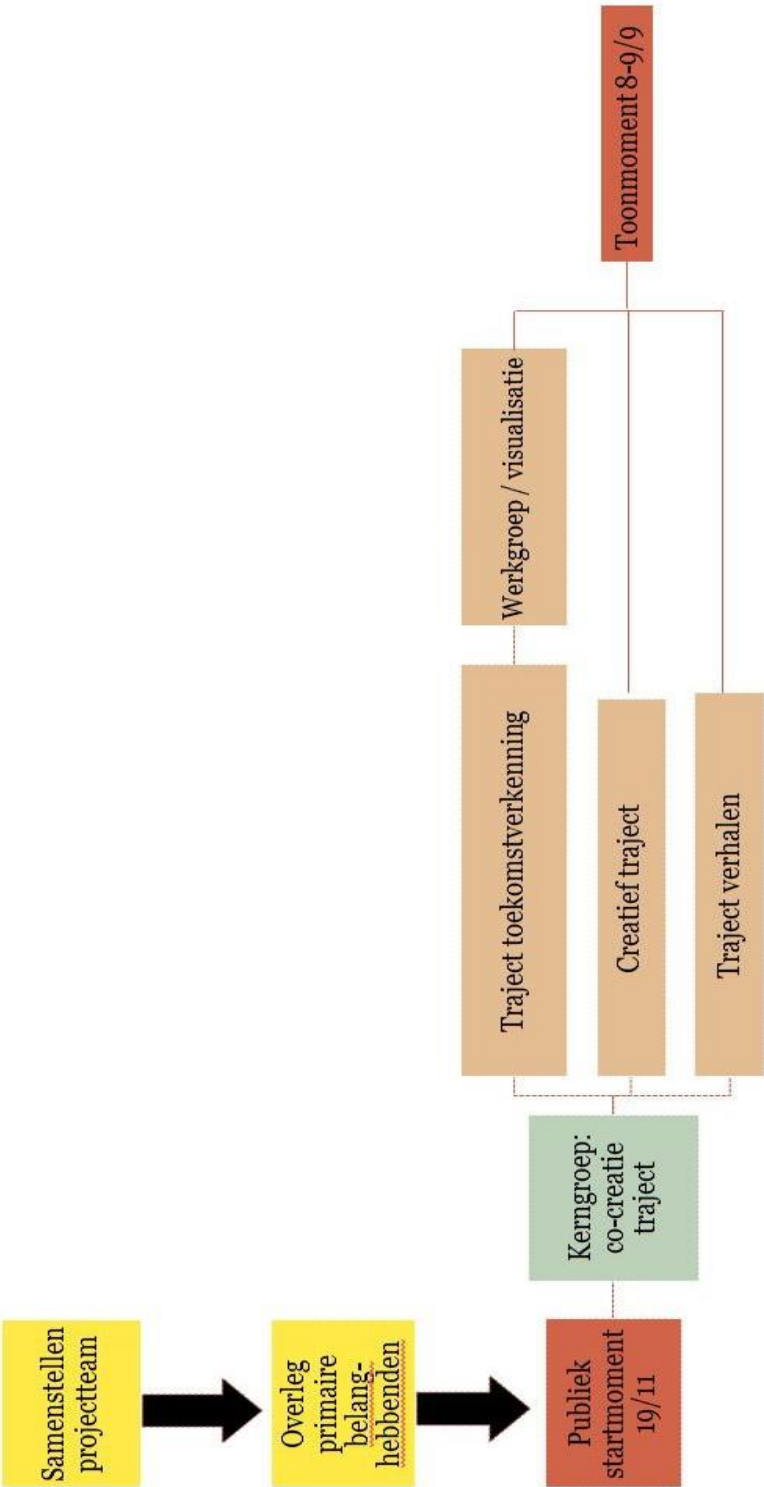 Samenstellen
projectteam
Overleg
primaire
belang-
hebbenden
Publiek
startmoment
19/11
Kerngroep:
co-creatie
traject
Traject toekomstverkenning
Werkgroep / visualisatie
Creatief traject
Traject verhalen
Toonmoment 8-9/9